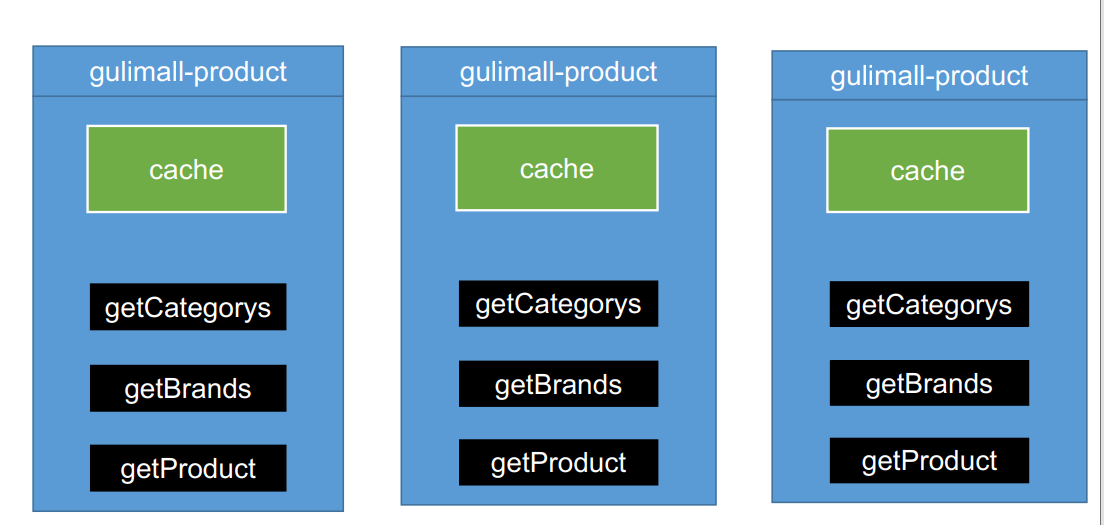 gulimall-product
cache
getCategorys
getBrands
getProduct
gulimall-product
cache
getCategorys
getBrands
getProduct
gulimall-product
cache
getCategorys
getBrands
getProduct